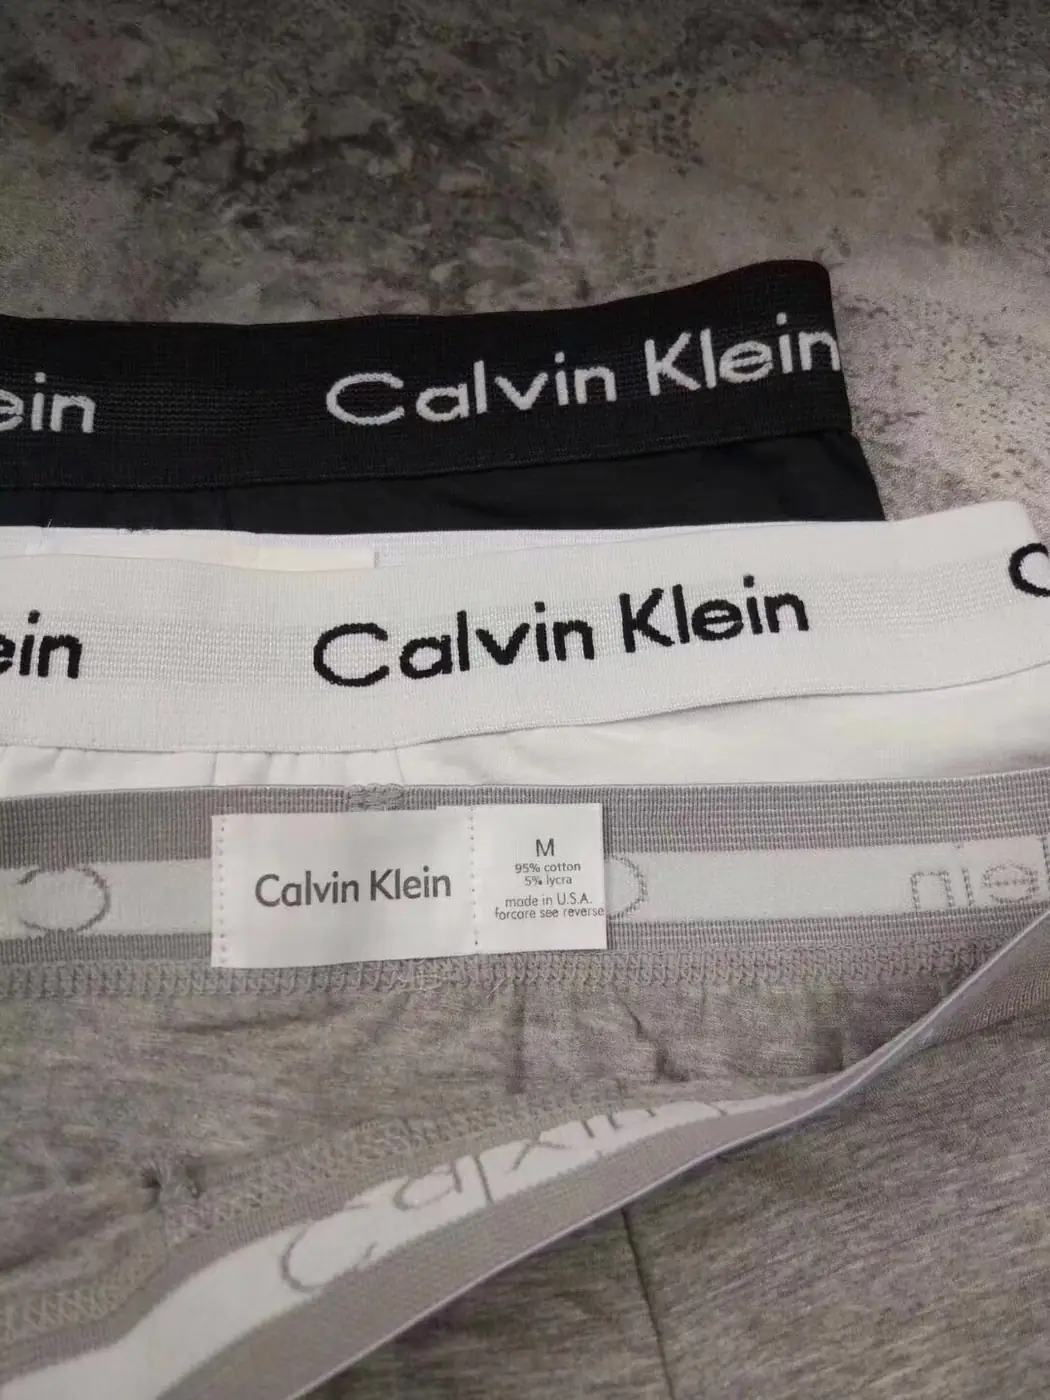 ein Calvin Klein
ein Calvin Klein C
Calvin Klein
M
95% cotton
5% lycra
made in U.S.A.
forcare see reverse